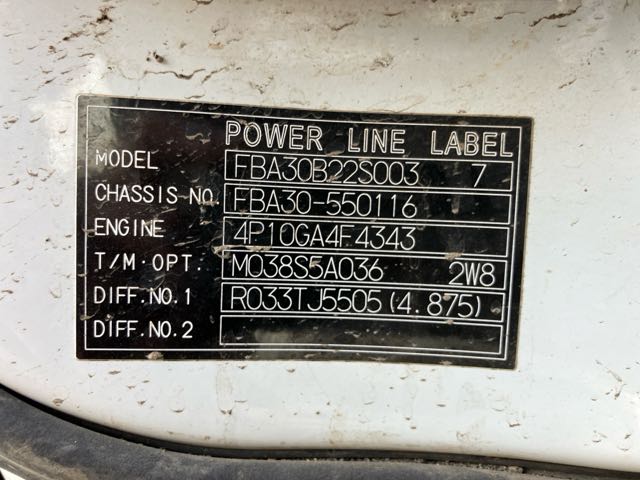 POWER LINE LABEL
MODEL FBA30B22S003 7
CHASSIS NO. FBA30-550116
ENGINE 4P10GA4F4343
T/M·OPT. M038S5A036 2W8
DIFF.NO.1 R033TJ5505(4.875)
DIFF.NO.2